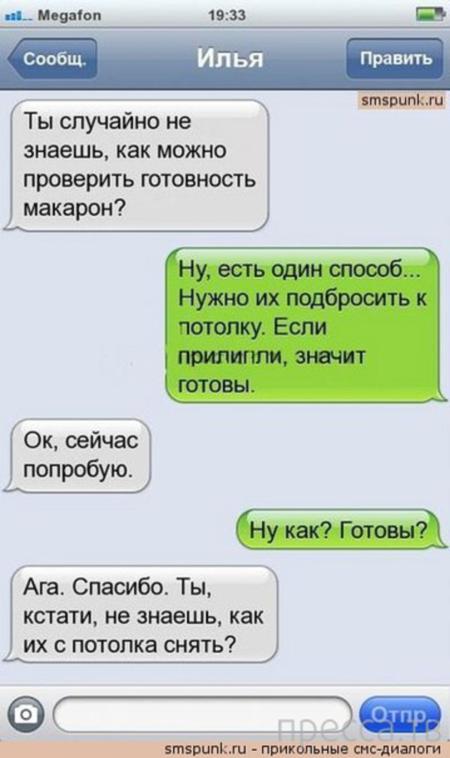 Megafon 19:33
Сообщ. Илья Править
smspunk.ru
Ты случайно не
знаешь, как можно
проверить готовность
макарон?
Ну, есть один способ...
Нужно их подбросить к
потолку. Если
прилипли, значит
готовы.
Ок, сейчас
попробую.
Ну как? Готовы?
Ага. Спасибо. Ты,
кстати, не знаешь, как
их с потолка снять?
Отпр.
пресса.тв
smspunk.ru - прикольные смс-диалоги